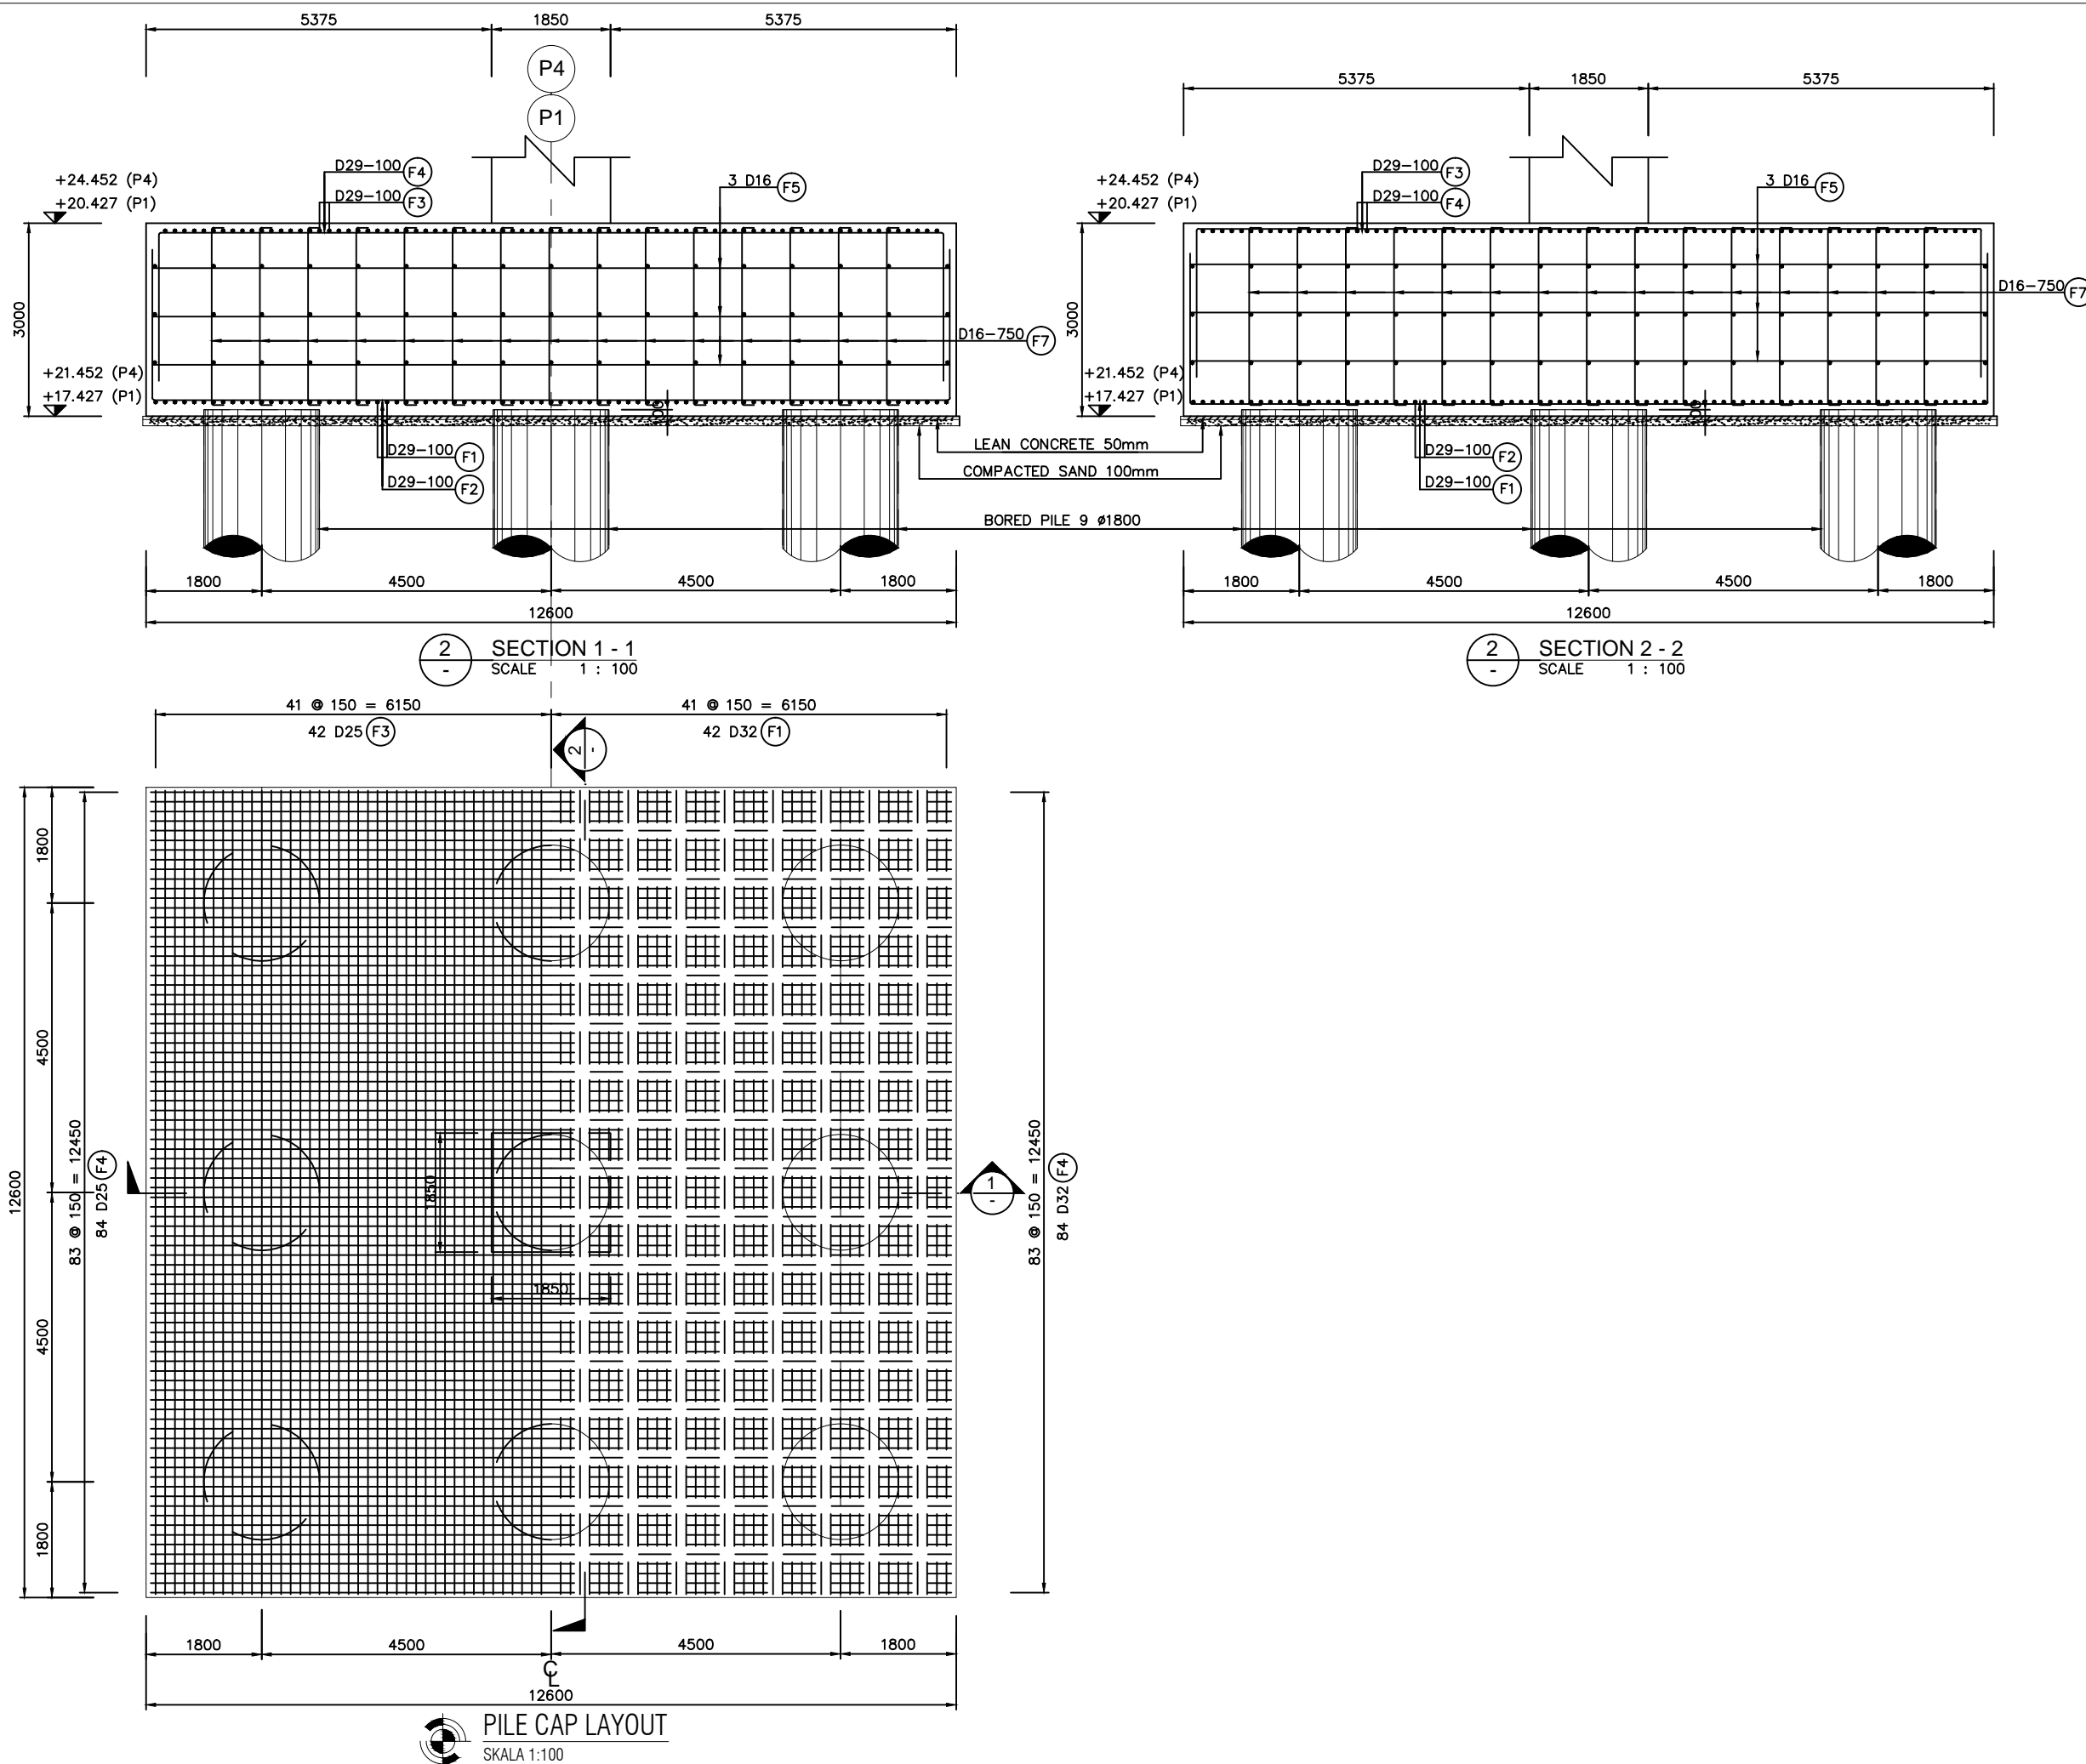 5375 1850 5375
P4
P1
D29-100 F4
D29-100 F3
3 D16 F5
+24.452 (P4)
+20.427 (P1)
3000
D16-750 F7
+21.452 (P4)
+17.427 (P1)
100
D29-100 F1
D29-100 F2
LEAN CONCRETE 50mm
COMPACTED SAND 100mm
BORED PILE 9 ø1800
1800 4500 4500 1800
12600
2
-
SECTION 1 - 1
SCALE 1 : 100
5375 1850 5375
D29-100 F3
D29-100 F4
3 D16 F5
+24.452 (P4)
+20.427 (P1)
3000
D16-750 F7
+21.452 (P4)
+17.427 (P1)
100
D29-100 F2
D29-100 F1
1800 4500 4500 1800
12600
2
-
SECTION 2 - 2
SCALE 1 : 100
41 @ 150 = 6150 41 @ 150 = 6150
42 D25 F3 42 D32 F1
2
-
12600
1800
4500
4500
1800
83 @ 150 = 12450
84 D25 F4
1850
1850
1
-
83 @ 150 = 12450
84 D32 F4
1800 4500 4500 1800
CL
12600
PILE CAP LAYOUT
SKALA 1:100